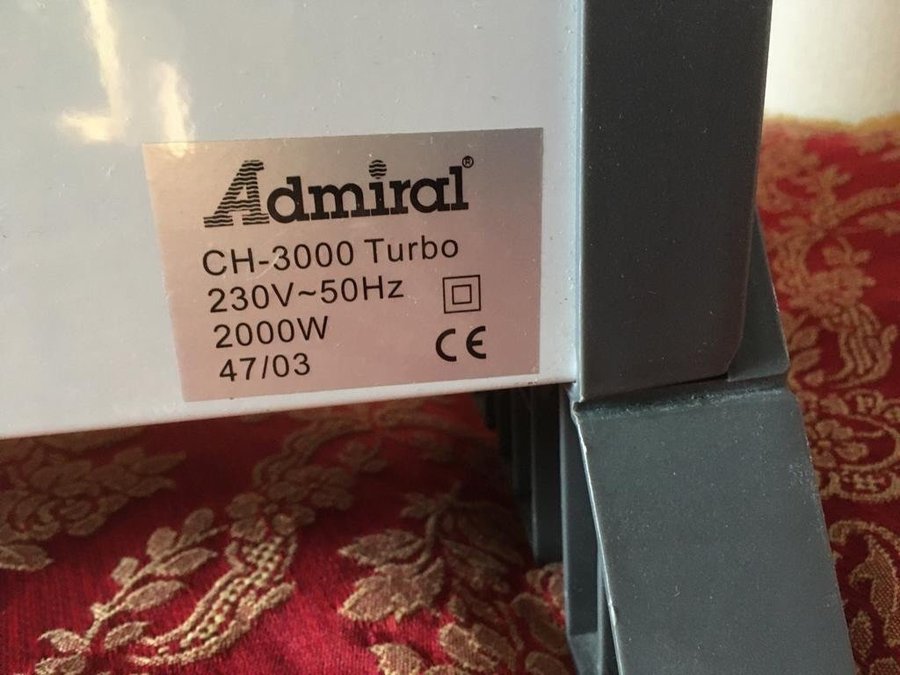 Admiral®
CH-3000 Turbo
230V~50Hz
2000W
47/03
CE